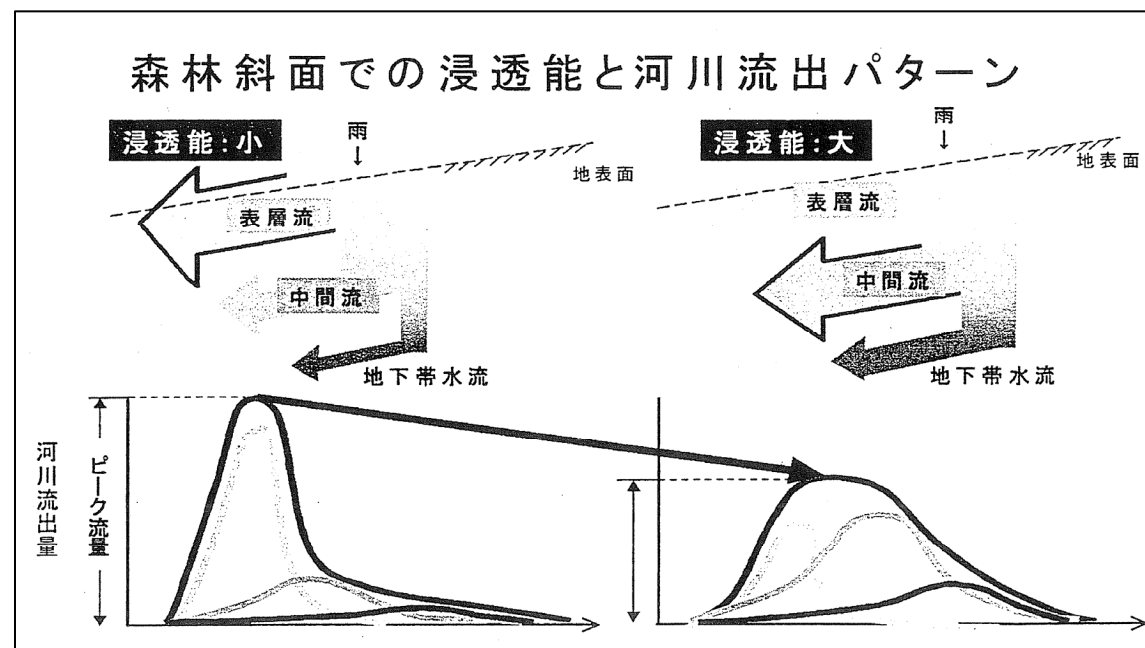 森林斜面での浸透能と河川流出パターン
浸透能:小
雨
地表面
表層流
中間流
地下帯水流
浸透能:大
雨
地表面
表層流
中間流
地下帯水流
河川流出量
ピーク流量